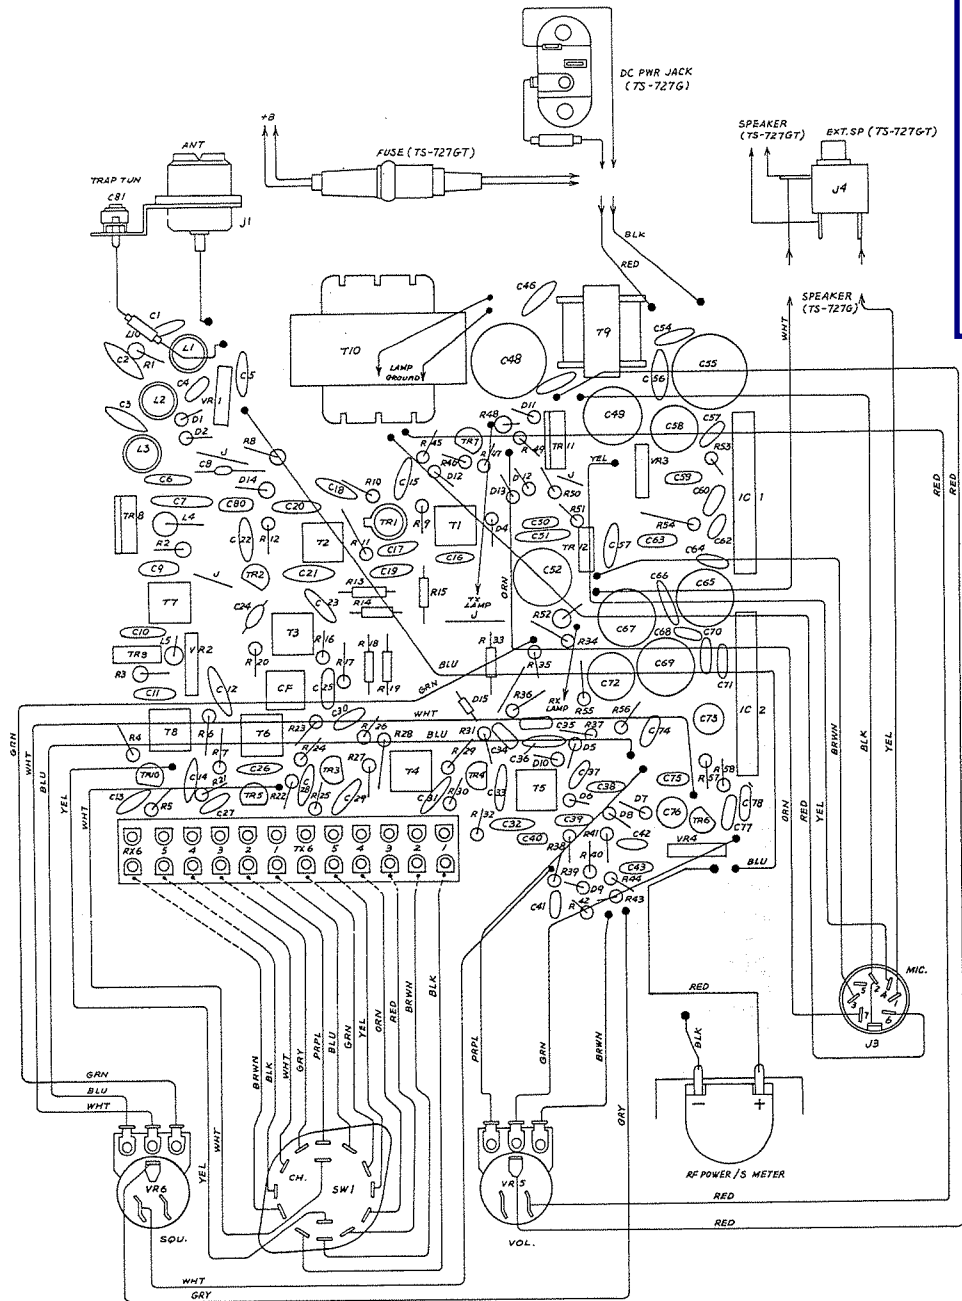 DC PWR JACK
(TS-727G)
+B
ANT
FUSE (TS-727GT)
SPEAKER
(TS-727GT)
EXT.SP (TS-727GT)
TRAP TUN
C81
J1
J4
BLK
RED
SPEAKER
(TS-727G)
WHT
C46
C1
L10
C2
R1
L1
T10
LAMP
GROUND
C48
T9
C54
C55
C56
C4
C5
VR1
L2
C3
D1
D2
L3
R8
R45
R48
TR7
D11
R49
TR11
C49
C58
C57
R53
VR3
IC1
J
C8
C6
R46
D12
R47
YEL
J
C59
RED
RED
C7
C80
D14
C20
C18
R10
C15
D13
D12
R50
C60
TR8
L4
R2
C22
R12
T2
TR1
R9
T1
D4
C50
C51
R51
TR12
C57
R54
C63
C62
R11
C17
C16
C64
C9
J
TR2
C21
C19
R13
R14
R15
TX
LAMP
J
ORN
C52
C66
C65
T7
C24
C23
R52
C67
C68
C70
C10
TR9
L5
VR2
R20
T3
R16
R17
R18
R19
R33
R34
R35
C69
C71
BLU
GRN
R3
C11
C12
CF
C25
D15
R36
RX
LAMP
R55
C72
IC2
C30
WHT
T8
R6
T6
R23
R26
R28
BLU
R31
C34
C35
R37
R56
C74
C73
R4
R7
R24
R27
T4
R29
C36
D10
D5
TR10
C14
R21
C26
TR5
R22
C28
TR3
TR4
C33
T5
C37
C38
C75
R57
R58
C13
R5
C27
R25
C29
C31
R30
D6
D8
D7
C76
TR6
C77
C78
R32
C32
C40
C39
R38
R41
C42
VR4
R39
R40
C43
R44
D9
C41
R42
R43
BLU
RX6 5 4 3 2 1 TX6 5 4 3 2 1
GRN
WHT
BLU
YEL
WHT
ORN
RED
YEL
BRWN
BLK
YEL
BRWN
BLK
WHT
GRY
PRPL
BLU
GRN
YEL
ORN
RED
BRWN
BLK
PRPL
GRN
BRWN
GRY
RED
BLK
MIC.
1
2
3
4
5
6
7
J3
GRN
BLU
WHT
YEL
WHT
VR6
SQU.
CH.
SW1
VR5
VOL.
RF POWER/S METER
RED
RED
WHT
GRY